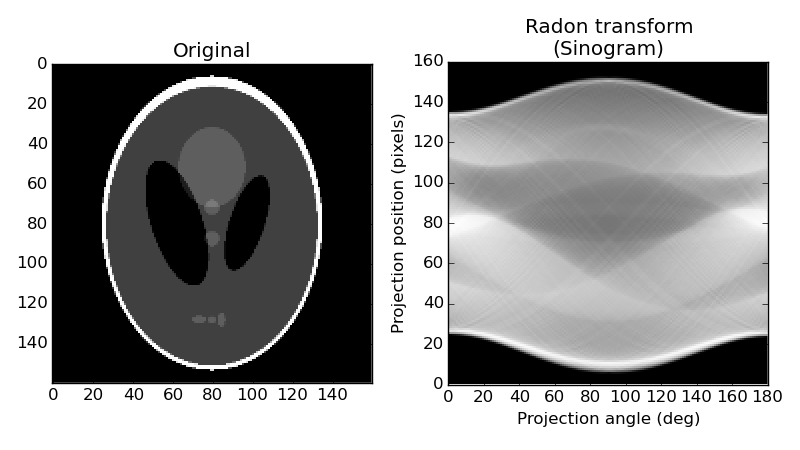 Original
0
20
40
60
80
100
120
140
0 20 40 60 80 100 120 140
Radon transform
(Sinogram)
Projection position (pixels)
160
140
120
100
80
60
40
20
0
0 20 40 60 80 100 120 140 160 180
Projection angle (deg)